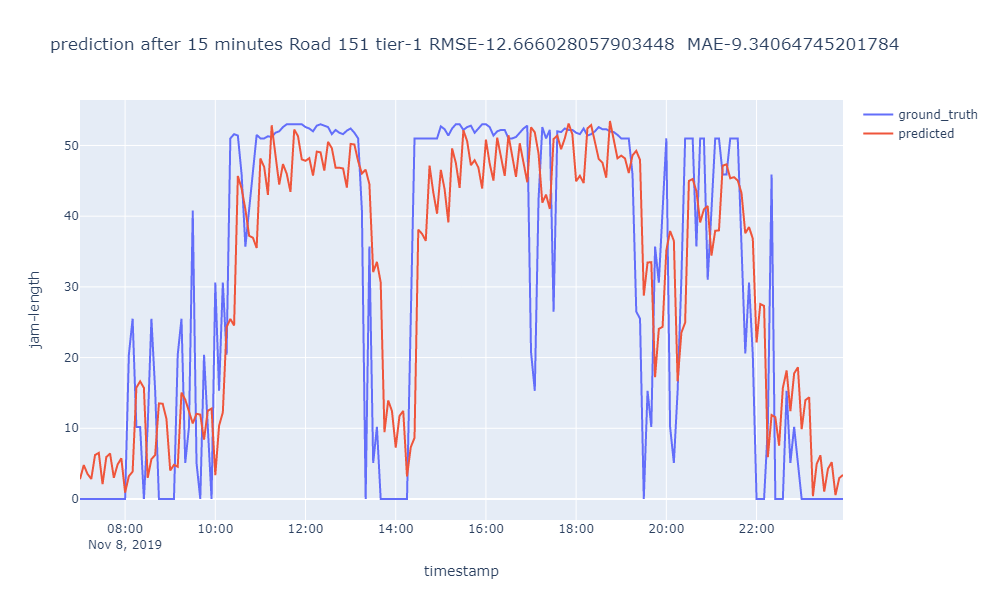 prediction after 15 minutes Road 151 tier-1 RMSE-12.666028057903448  MAE-9.34064745201784
ground_truth
predicted
50
40
30
20
10
0
jam-length
08:00 10:00 12:00 14:00 16:00 18:00 20:00 22:00
Nov 8, 2019
timestamp